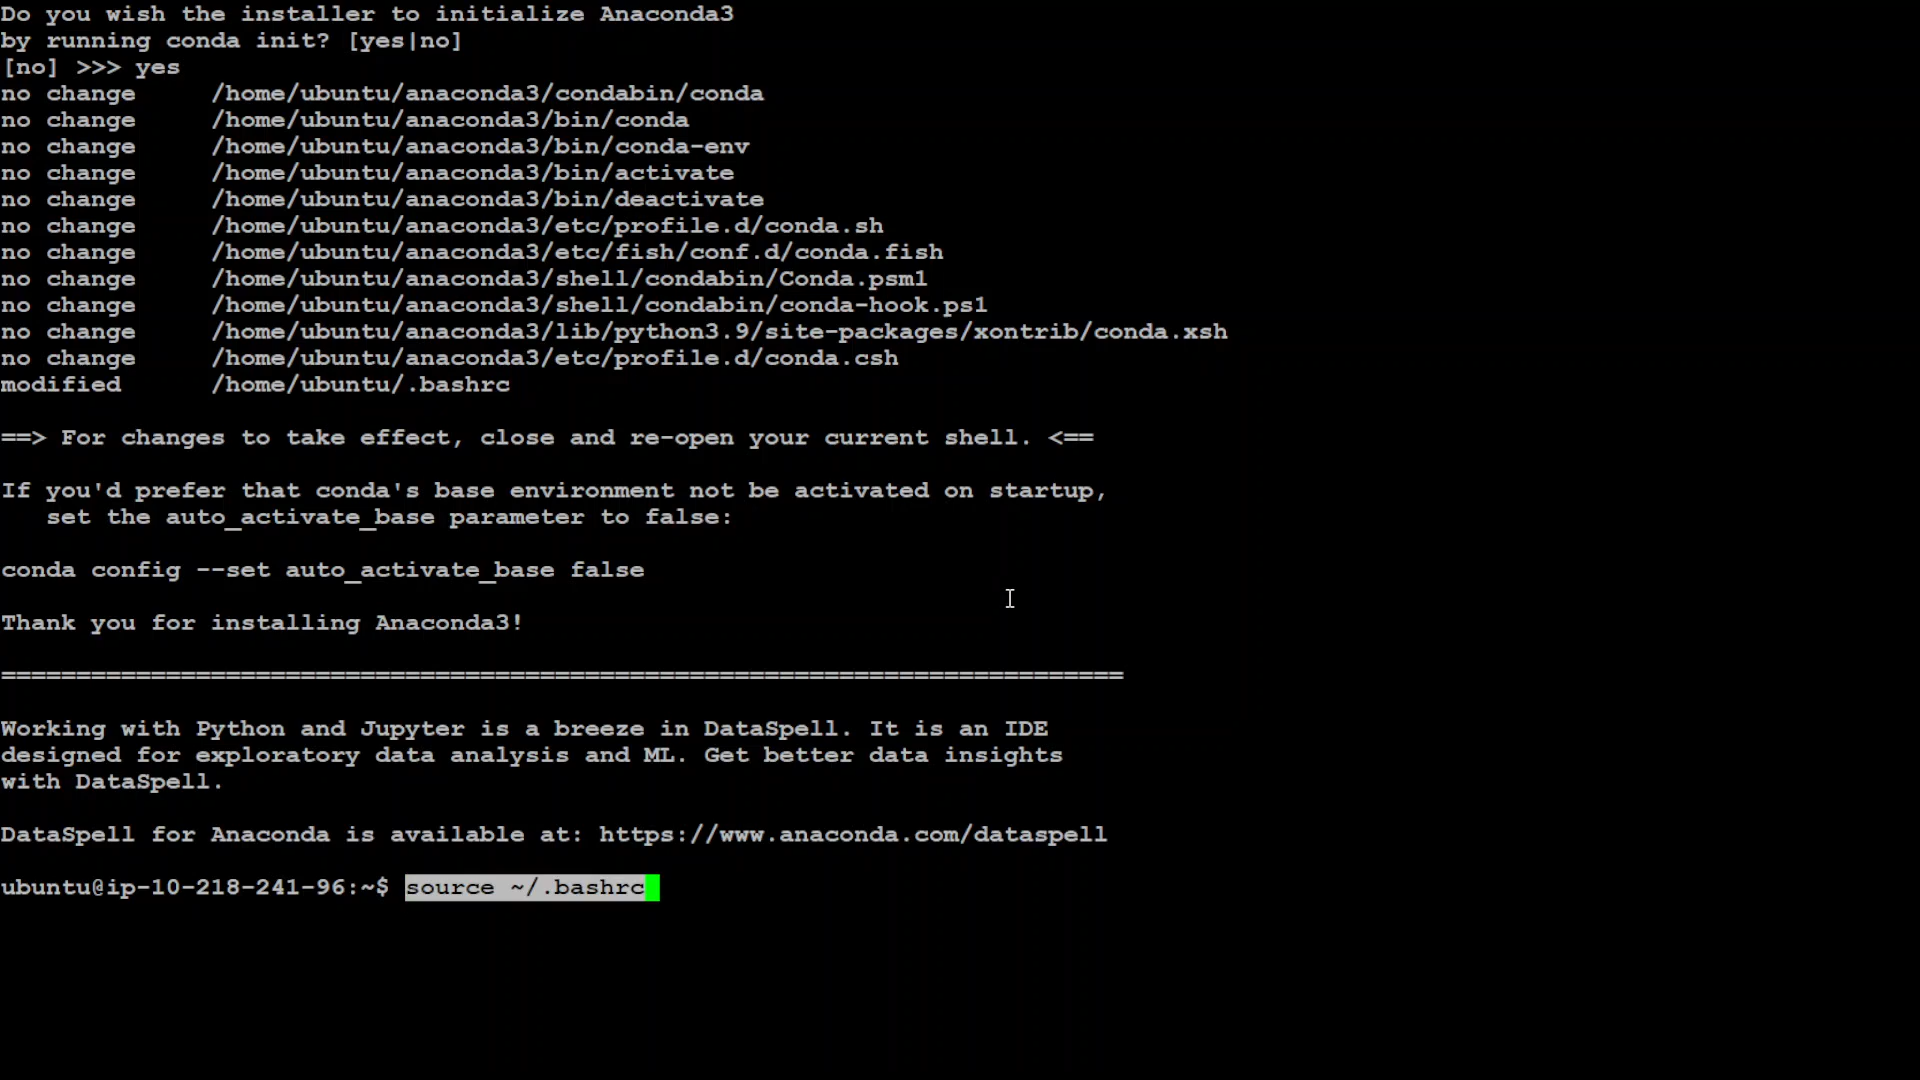 Do you wish the installer to initialize Anaconda3
by running conda init? [yes|no]
[no] >>> yes
no change     /home/ubuntu/anaconda3/condabin/conda
no change     /home/ubuntu/anaconda3/bin/conda
no change     /home/ubuntu/anaconda3/bin/conda-env
no change     /home/ubuntu/anaconda3/bin/activate
no change     /home/ubuntu/anaconda3/bin/deactivate
no change     /home/ubuntu/anaconda3/etc/profile.d/conda.sh
no change     /home/ubuntu/anaconda3/etc/fish/conf.d/conda.fish
no change     /home/ubuntu/anaconda3/shell/condabin/Conda.psm1
no change     /home/ubuntu/anaconda3/shell/condabin/conda-hook.ps1
no change     /home/ubuntu/anaconda3/lib/python3.9/site-packages/xontrib/conda.xsh
no change     /home/ubuntu/anaconda3/etc/profile.d/conda.csh
modified      /home/ubuntu/.bashrc
==> For changes to take effect, close and re-open your current shell. <==
If you'd prefer that conda's base environment not be activated on startup,
   set the auto_activate_base parameter to false:
conda config --set auto_activate_base false
Thank you for installing Anaconda3!
===========================================================================
Working with Python and Jupyter is a breeze in DataSpell. It is an IDE
designed for exploratory data analysis and ML. Get better data insights
with DataSpell.
DataSpell for Anaconda is available at: https://www.anaconda.com/dataspell
ubuntu@ip-10-218-241-96:~$ source ~/.bashrc